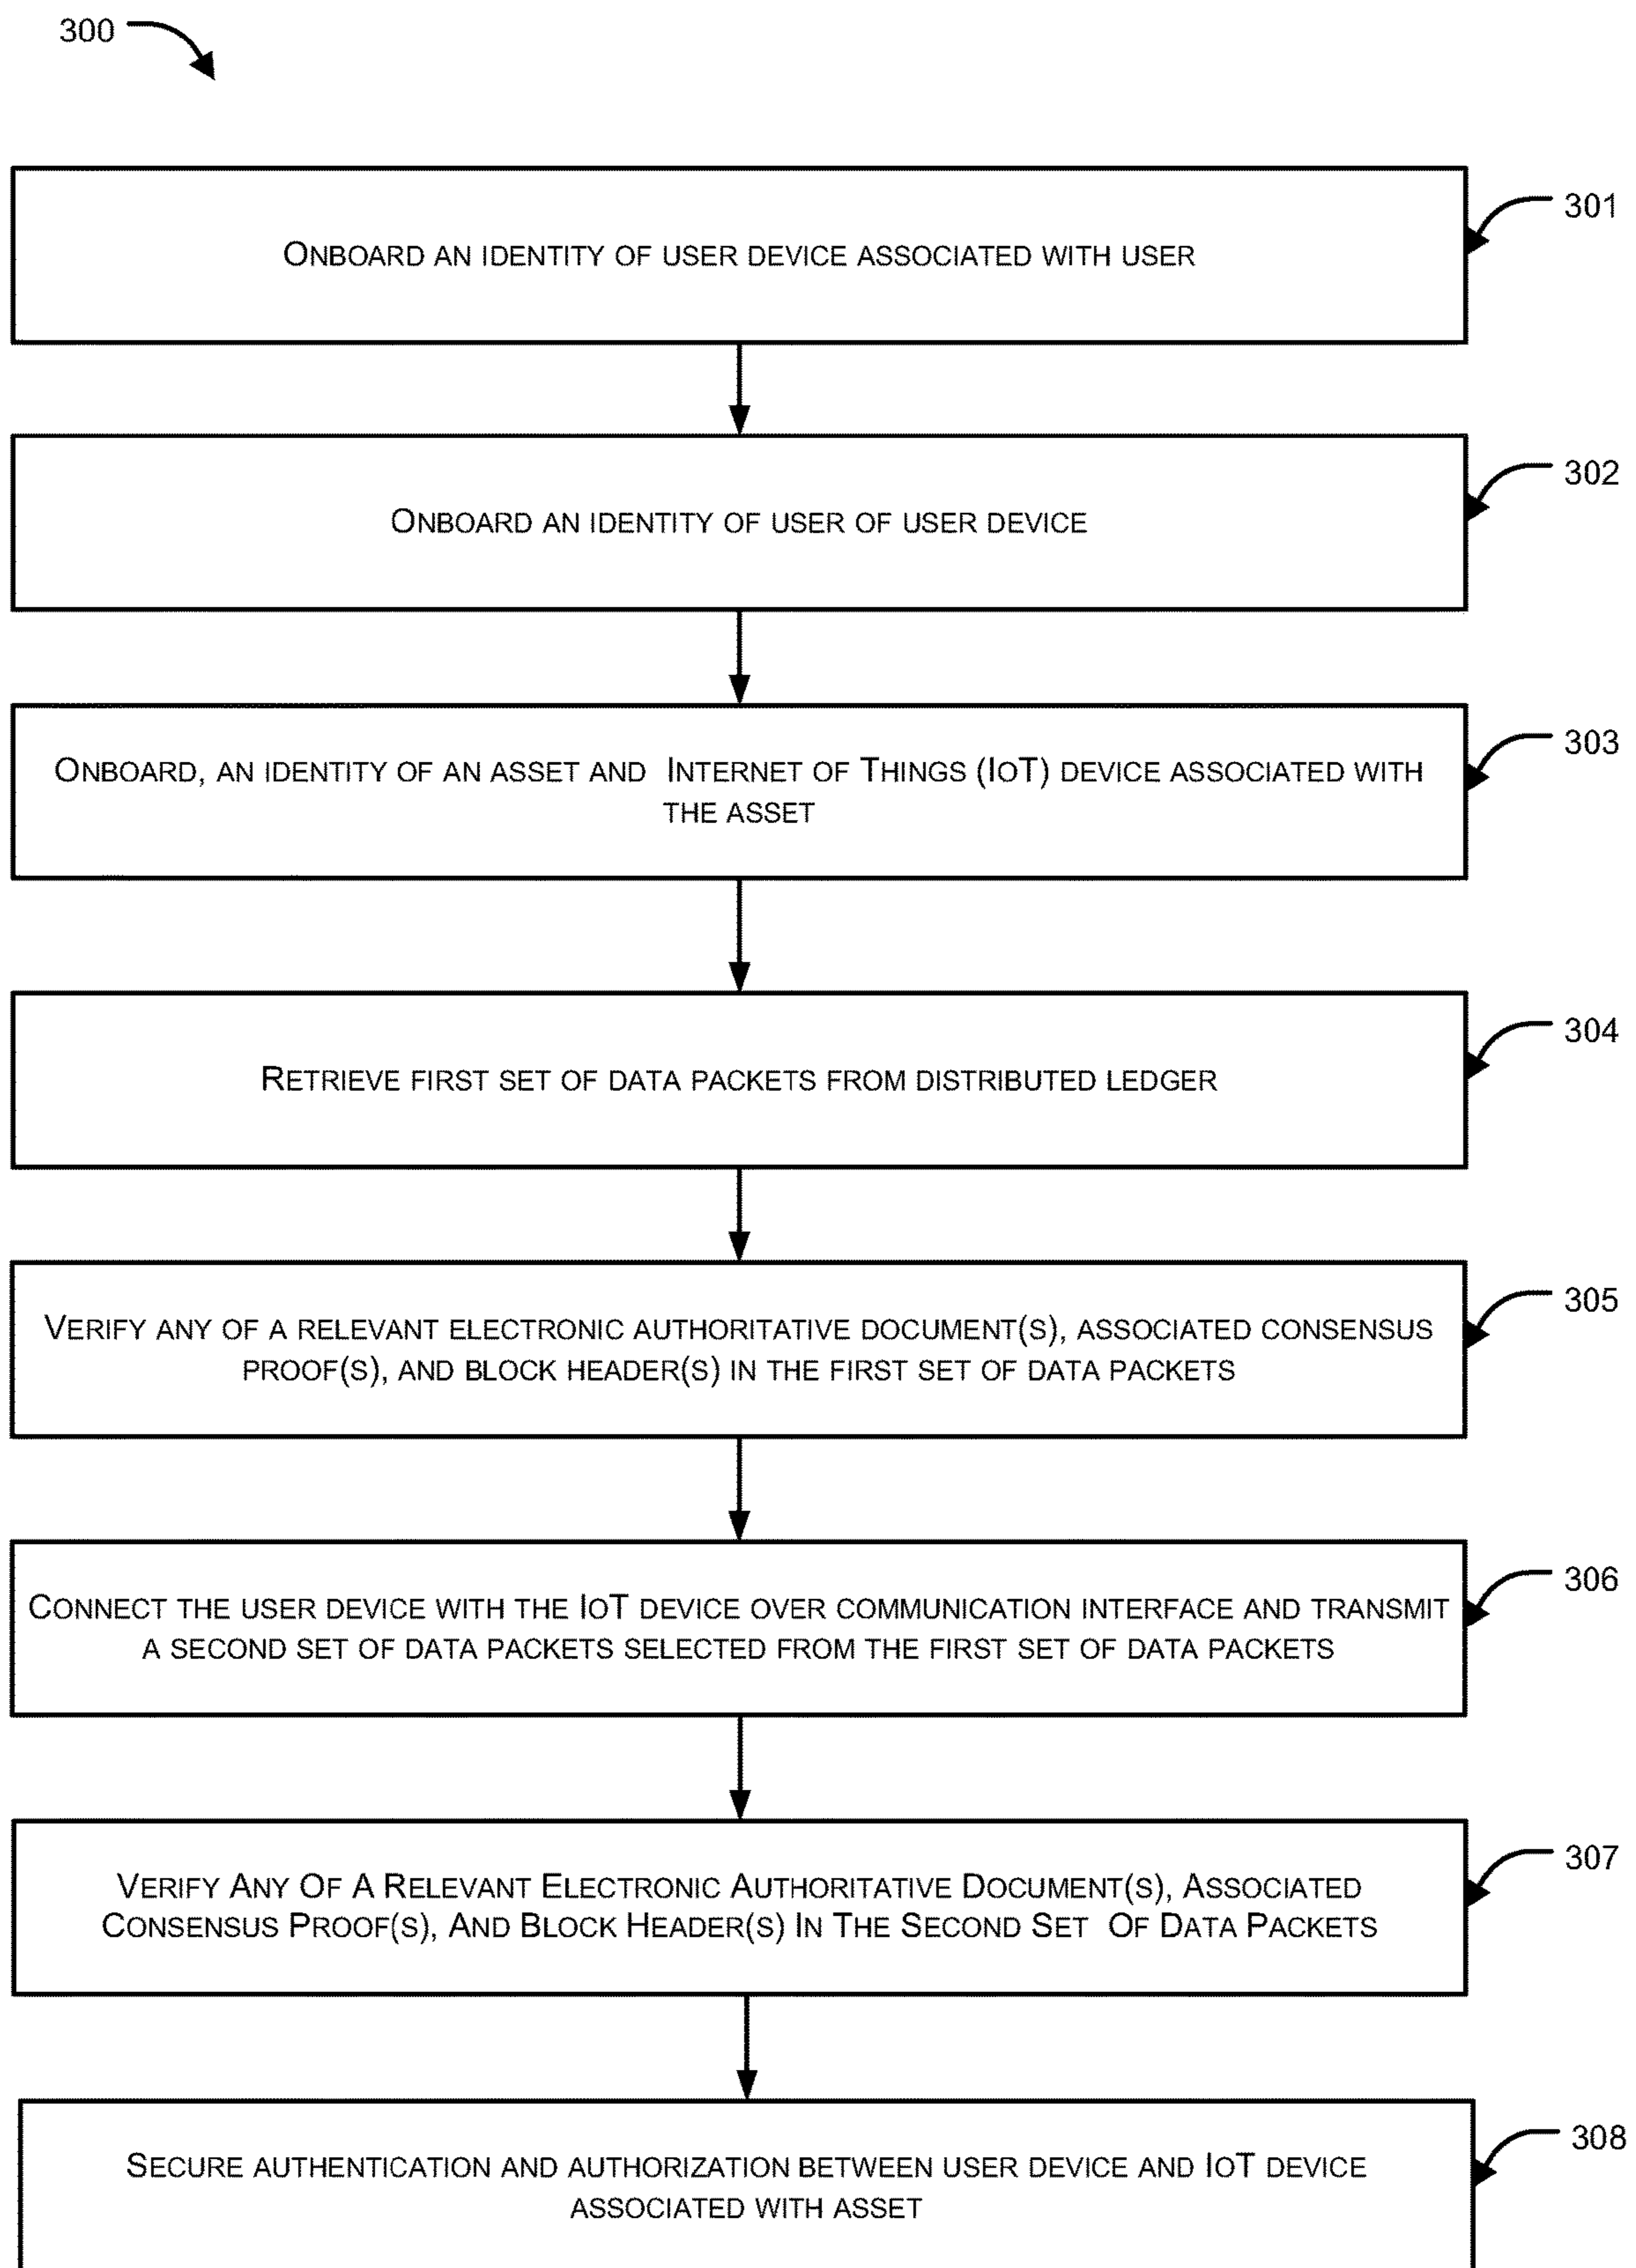 300
301
ONBOARD AN IDENTITY OF USER DEVICE ASSOCIATED WITH USER
302
ONBOARD AN IDENTITY OF USER OF USER DEVICE
303
ONBOARD, AN IDENTITY OF AN ASSET AND INTERNET OF THINGS (IOT) DEVICE ASSOCIATED WITH
THE ASSET
304
RETRIEVE FIRST SET OF DATA PACKETS FROM DISTRIBUTED LEDGER
305
VERIFY ANY OF A RELEVANT ELECTRONIC AUTHORITATIVE DOCUMENT(S), ASSOCIATED CONSENSUS
PROOF(S), AND BLOCK HEADER(S) IN THE FIRST SET OF DATA PACKETS
306
CONNECT THE USER DEVICE WITH THE IOT DEVICE OVER COMMUNICATION INTERFACE AND TRANSMIT
A SECOND SET OF DATA PACKETS SELECTED FROM THE FIRST SET OF DATA PACKETS
307
VERIFY ANY OF A RELEVANT ELECTRONIC AUTHORITATIVE DOCUMENT(S), ASSOCIATED
CONSENSUS PROOF(S), AND BLOCK HEADER(S) IN THE SECOND SET OF DATA PACKETS
308
SECURE AUTHENTICATION AND AUTHORIZATION BETWEEN USER DEVICE AND IOT DEVICE
ASSOCIATED WITH ASSET